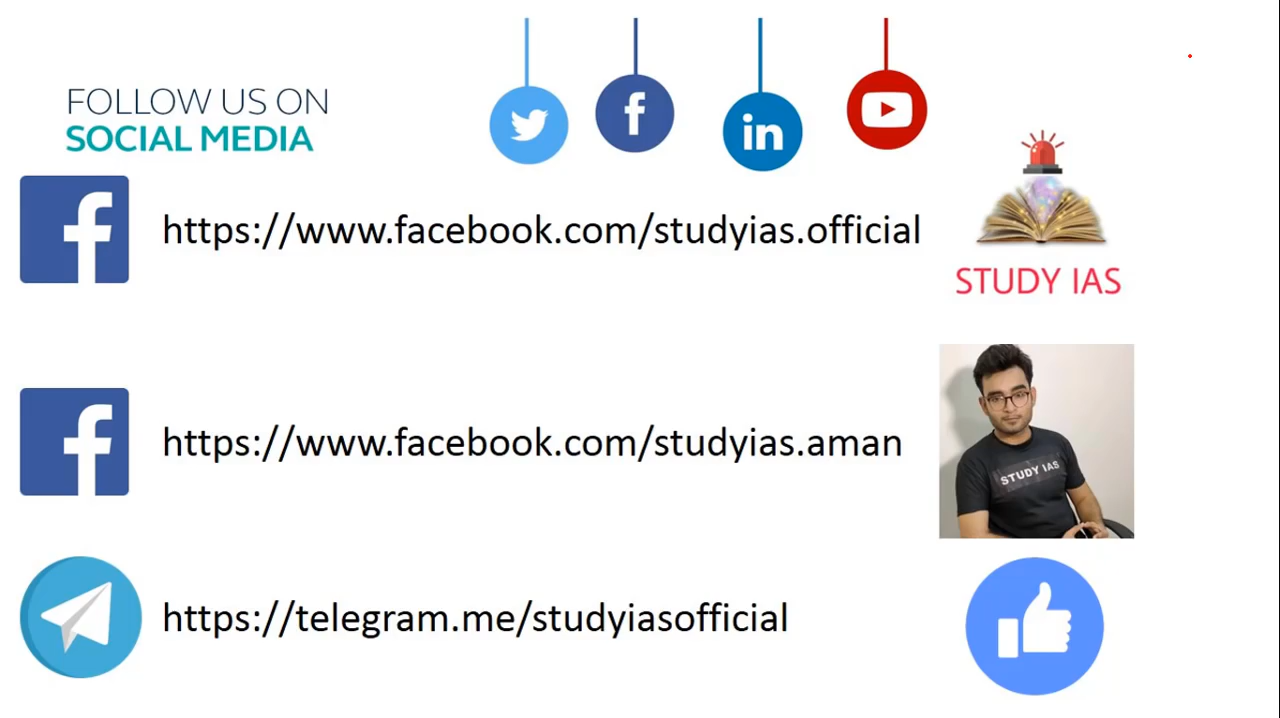 FOLLOW US ON
SOCIAL MEDIA
in
https://www.facebook.com/studyias.official
STUDY IAS
https://www.facebook.com/studyias.aman
STUDY IAS
https://telegram.me/studyiasofficial